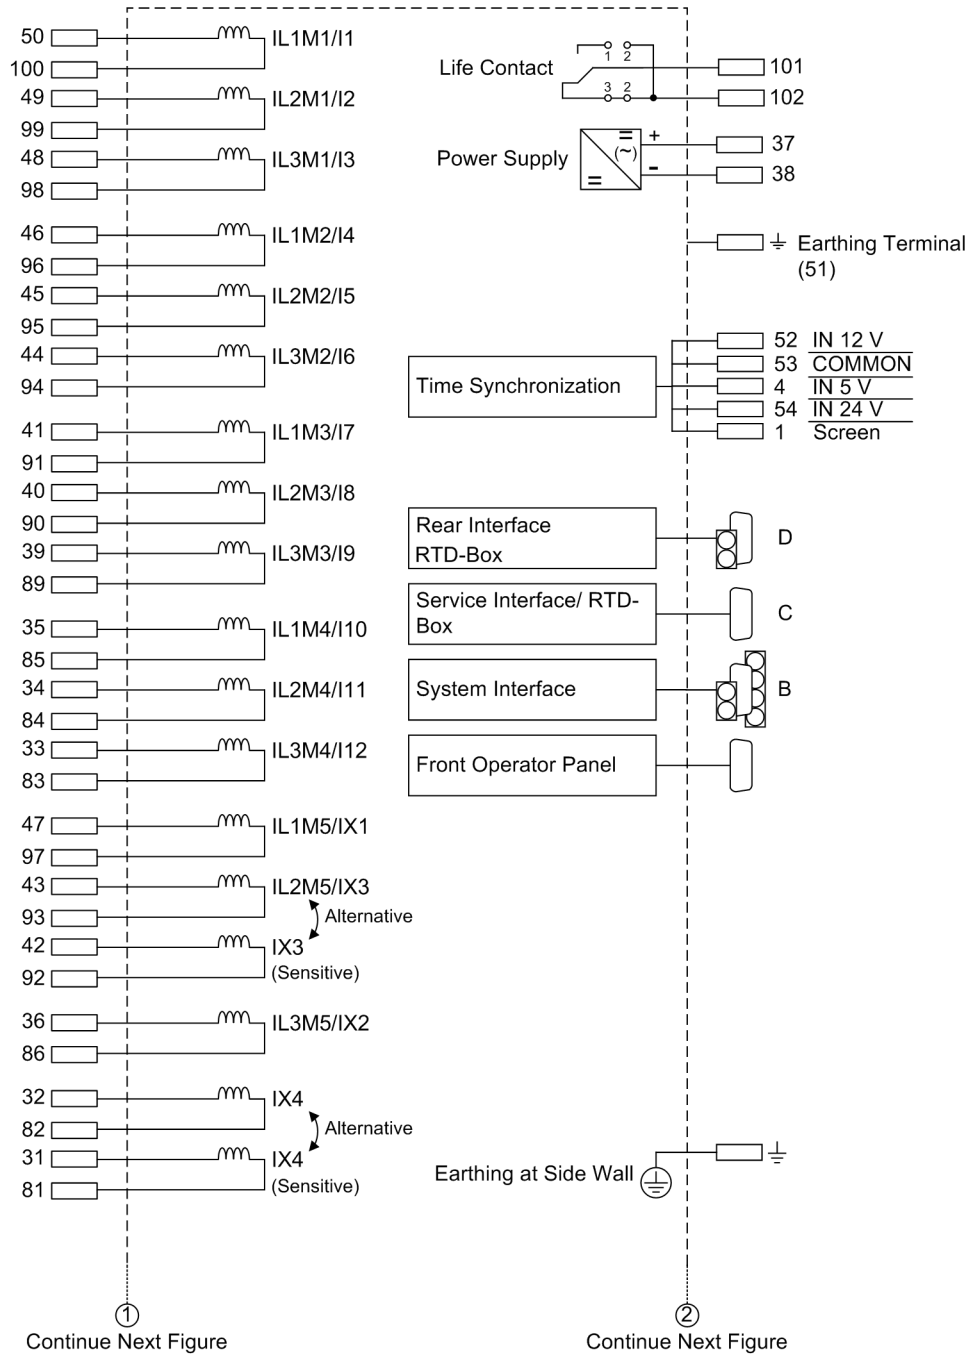 50
IL1M1/I1
100
49
IL2M1/I2
99
48
IL3M1/I3
98
46
IL1M2/I4
96
45
IL2M2/I5
95
44
IL3M2/I6
94
41
IL1M3/I7
91
40
IL2M3/I8
90
39
IL3M3/I9
89
35
IL1M4/I10
85
34
IL2M4/I11
84
33
IL3M4/I12
83
47
IL1M5/IX1
97
43
IL2M5/IX3
93
Alternative
42
IX3
(Sensitive)
92
36
IL3M5/IX2
86
32
IX4
82
Alternative
31
IX4
(Sensitive)
81
1
Continue Next Figure
Life Contact
1 2
3 2
101
102
Power Supply
=
(~)
=
+
-
37
38
Earthing Terminal
(51)
Time Synchronization
52 IN 12 V
53 COMMON
4 IN 5 V
54 IN 24 V
1 Screen
Rear Interface
RTD-Box
D
Service Interface/ RTD-
Box
C
System Interface
B
Front Operator Panel
Earthing at Side Wall
2
Continue Next Figure